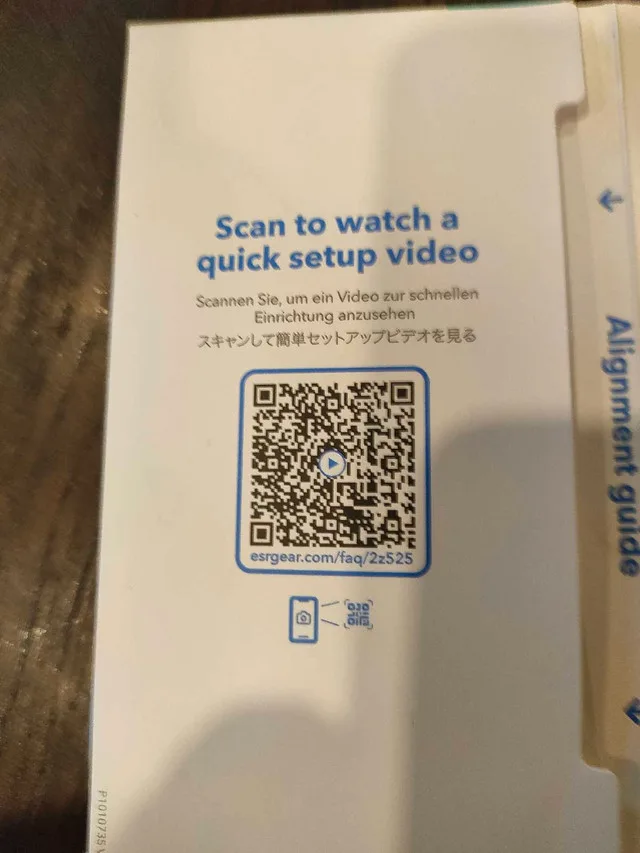 Scan to watch a
quick setup video
Scannen Sie, um ein Video zur schnellen
Einrichtung anzusehen
スキャンして簡単セットアップビデオを見る
esrgear.com/faq/2z525
Alignment guide
P1010735